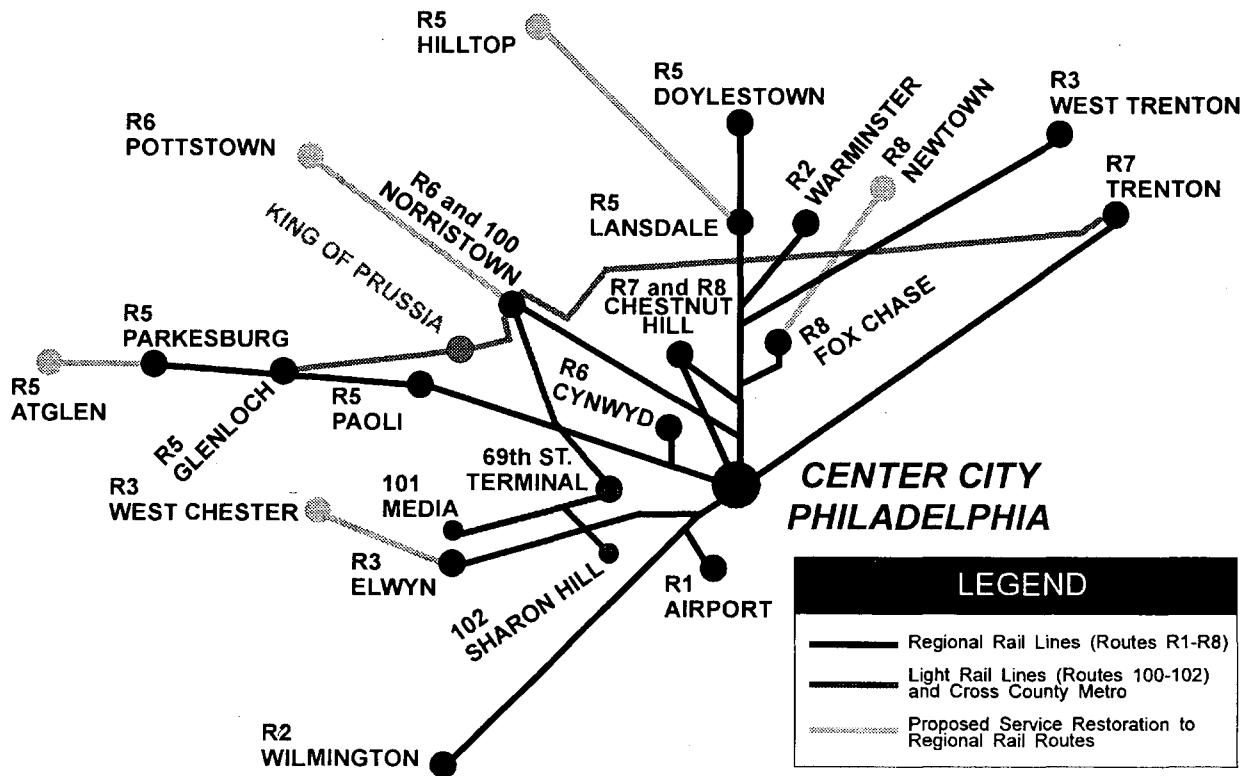 R5
HILLTOP
R5
DOYLESTOWN
R3
WEST TRENTON
R6
POTTSTOWN
R2
WARMINSTER
R8
NEWTOWN
R7
TRENTON
R6 and 100
NORRISTOWN
R5
LANSDALE
KING OF PRUSSIA
R7 and R8
CHESTNUT
HILL
R8
FOX CHASE
R5
PARKESBURG
R5
ATGLEN
R5
GLENLOCH
R5
PAOLI
R6
CYNWYD
69th ST.
TERMINAL
CENTER CITY
PHILADELPHIA
R3
WEST CHESTER
101
MEDIA
R3
ELWYN
102
SHARON HILL
R1
AIRPORT
R2
WILMINGTON
LEGEND
Regional Rail Lines (Routes R1-R8)
Light Rail Lines (Routes 100-102)
and Cross County Metro
Proposed Service Restoration to
Regional Rail Routes